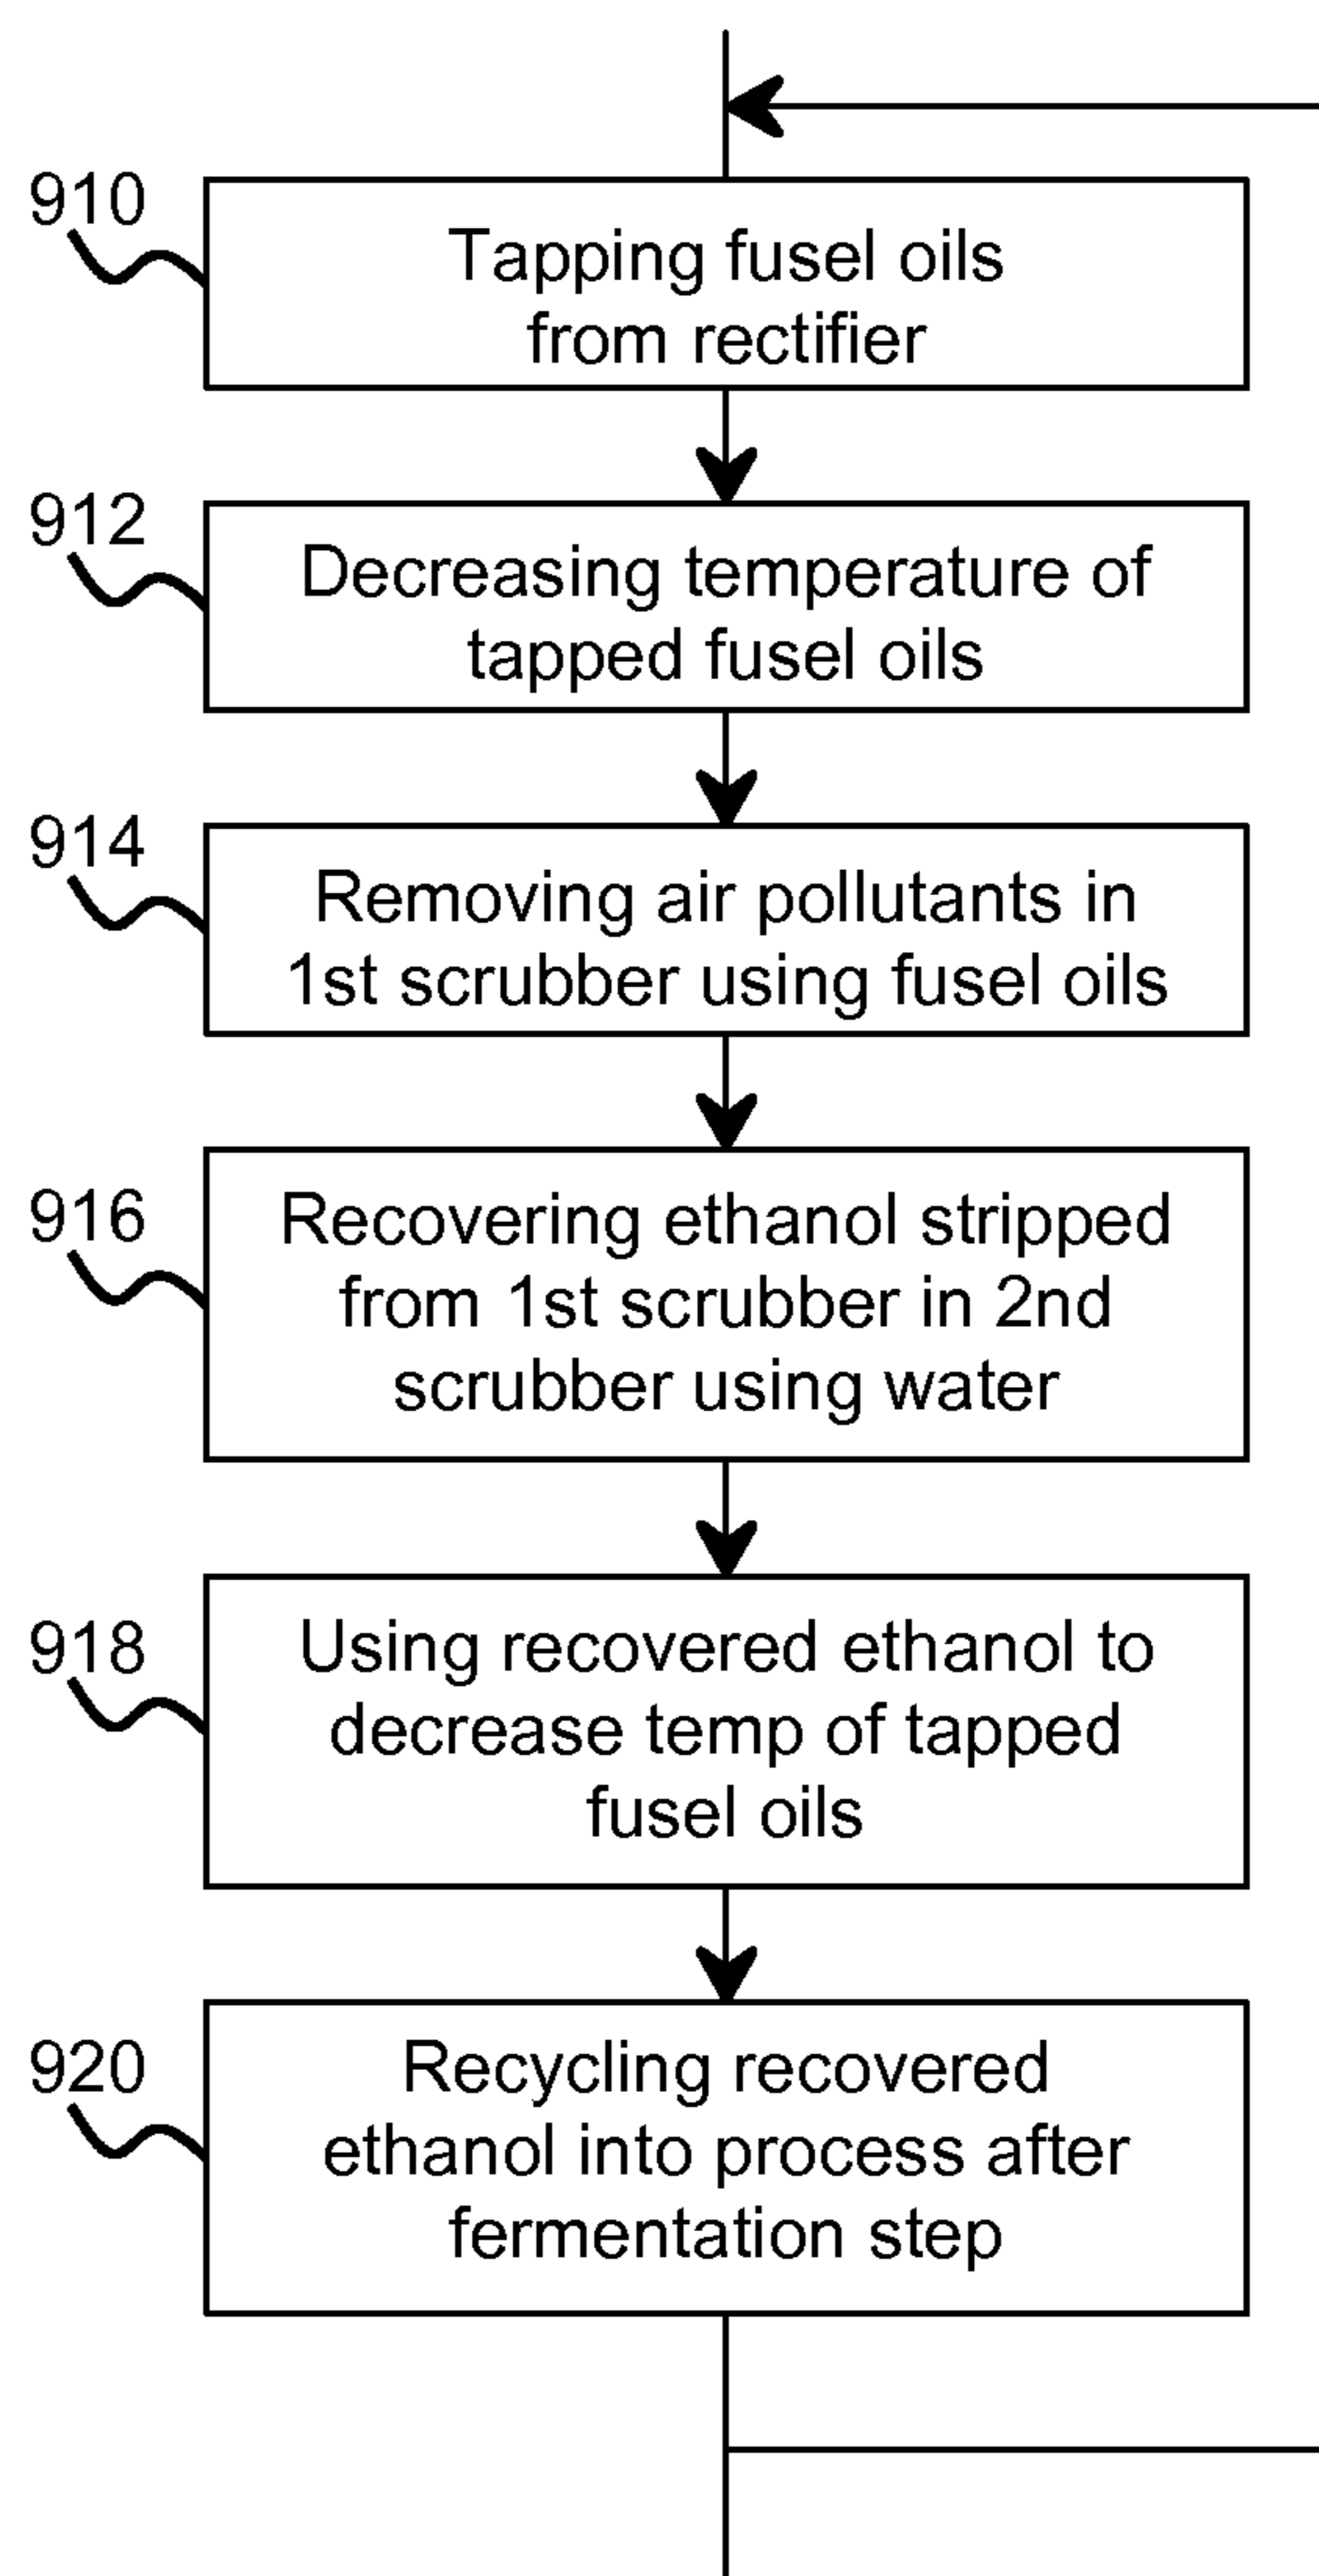 910
Tapping fusel oils
from rectifier
912
Decreasing temperature of
tapped fusel oils
914
Removing air pollutants in
1st scrubber using fusel oils
916
Recovering ethanol stripped
from 1st scrubber in 2nd
scrubber using water
918
Using recovered ethanol to
decrease temp of tapped
fusel oils
920
Recycling recovered
ethanol into process after
fermentation step